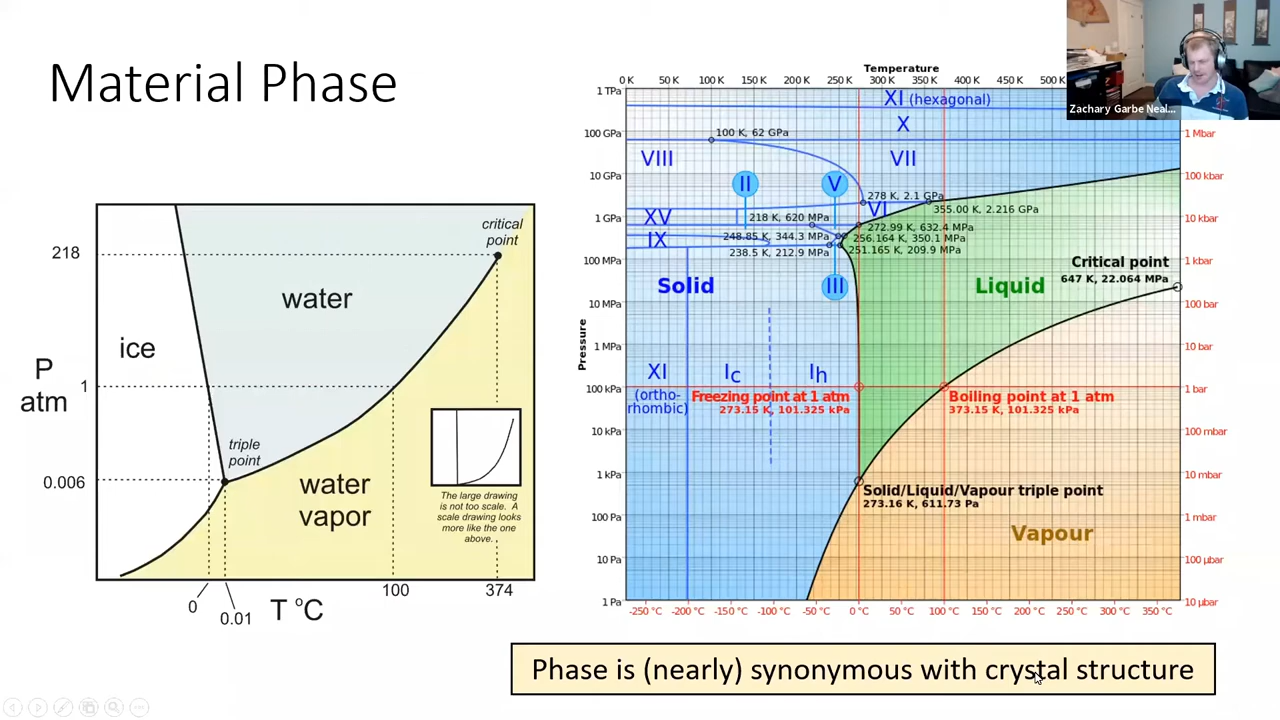 Material Phase
Zachary Garbe Neal...
critical
point
218
water
ice
P
atm
1
triple
point
0.006
water
vapor
The large drawing
is not too scale. A
scale drawing looks
more like the one
above. ,
0
0.01
T °C
100
374
Temperature
0 K
50 K
100 K
150 K
200 K
250 K
300 K
350 K
400 K
450 K
500 K
1 TPa
100 GPa
10 GPa
1 GPa
100 MPa
10 MPa
1 MPa
100 kPa
10 kPa
1 kPa
100 Pa
10 Pa
1 Pa
Pressure
XI (hexagonal)
X
100 K, 62 GPa
VIII
VII
II
V
278 K, 2.1 GPa
VI
355.00 K, 2.216 GPa
XV
218 K, 620 MPa
272.99 K, 632.4 MPa
IX
248.85 K, 344.3 MPa
256.164 K, 350.1 MPa
238.5 K, 212.9 MPa
251.165 K, 209.9 MPa
Critical point
647 K, 22.064 MPa
Solid
III
Liquid
XI
(ortho-
rhombic)
Ic
Ih
Freezing point at 1 atm
273.15 K, 101.325 kPa
Boiling point at 1 atm
373.15 K, 101.325 kPa
Solid/Liquid/Vapour triple point
273.16 K, 611.73 Pa
Vapour
1 Mbar
100 kbar
10 kbar
1 kbar
100 bar
10 bar
1 bar
100 mbar
10 mbar
1 mbar
100 µbar
10 µbar
-250 °C
-200 °C
-150 °C
-100 °C
-50 °C
0 °C
50 °C
100 °C
150 °C
200 °C
250 °C
300 °C
350 °C
Phase is (nearly) synonymous with crystal structure